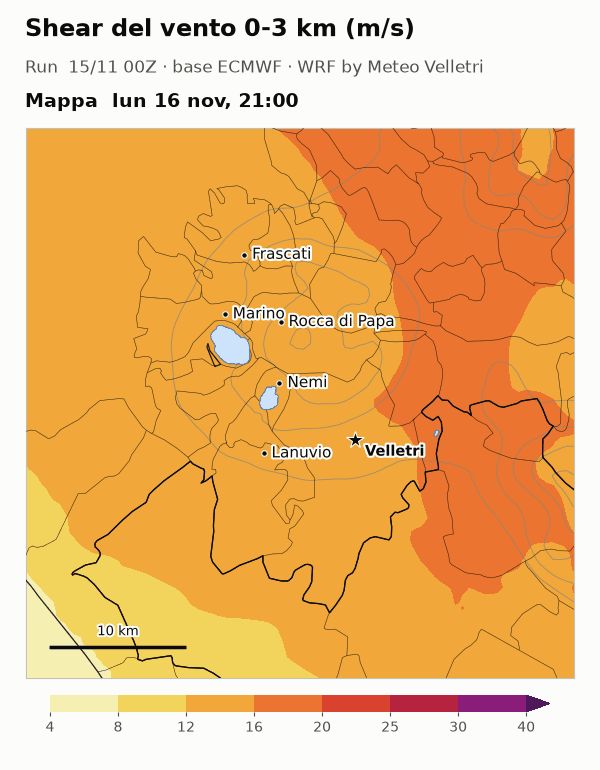 Shear del vento 0-3 km (m/s)
Run 15/11 00Z · base ECMWF · WRF by Meteo Velletri
Mappa lun 16 nov, 21:00
Frascati
Marino
Rocca di Papa
Nemi
Velletri
Lanuvio
10 km
4 8 12 16 20 25 30 40